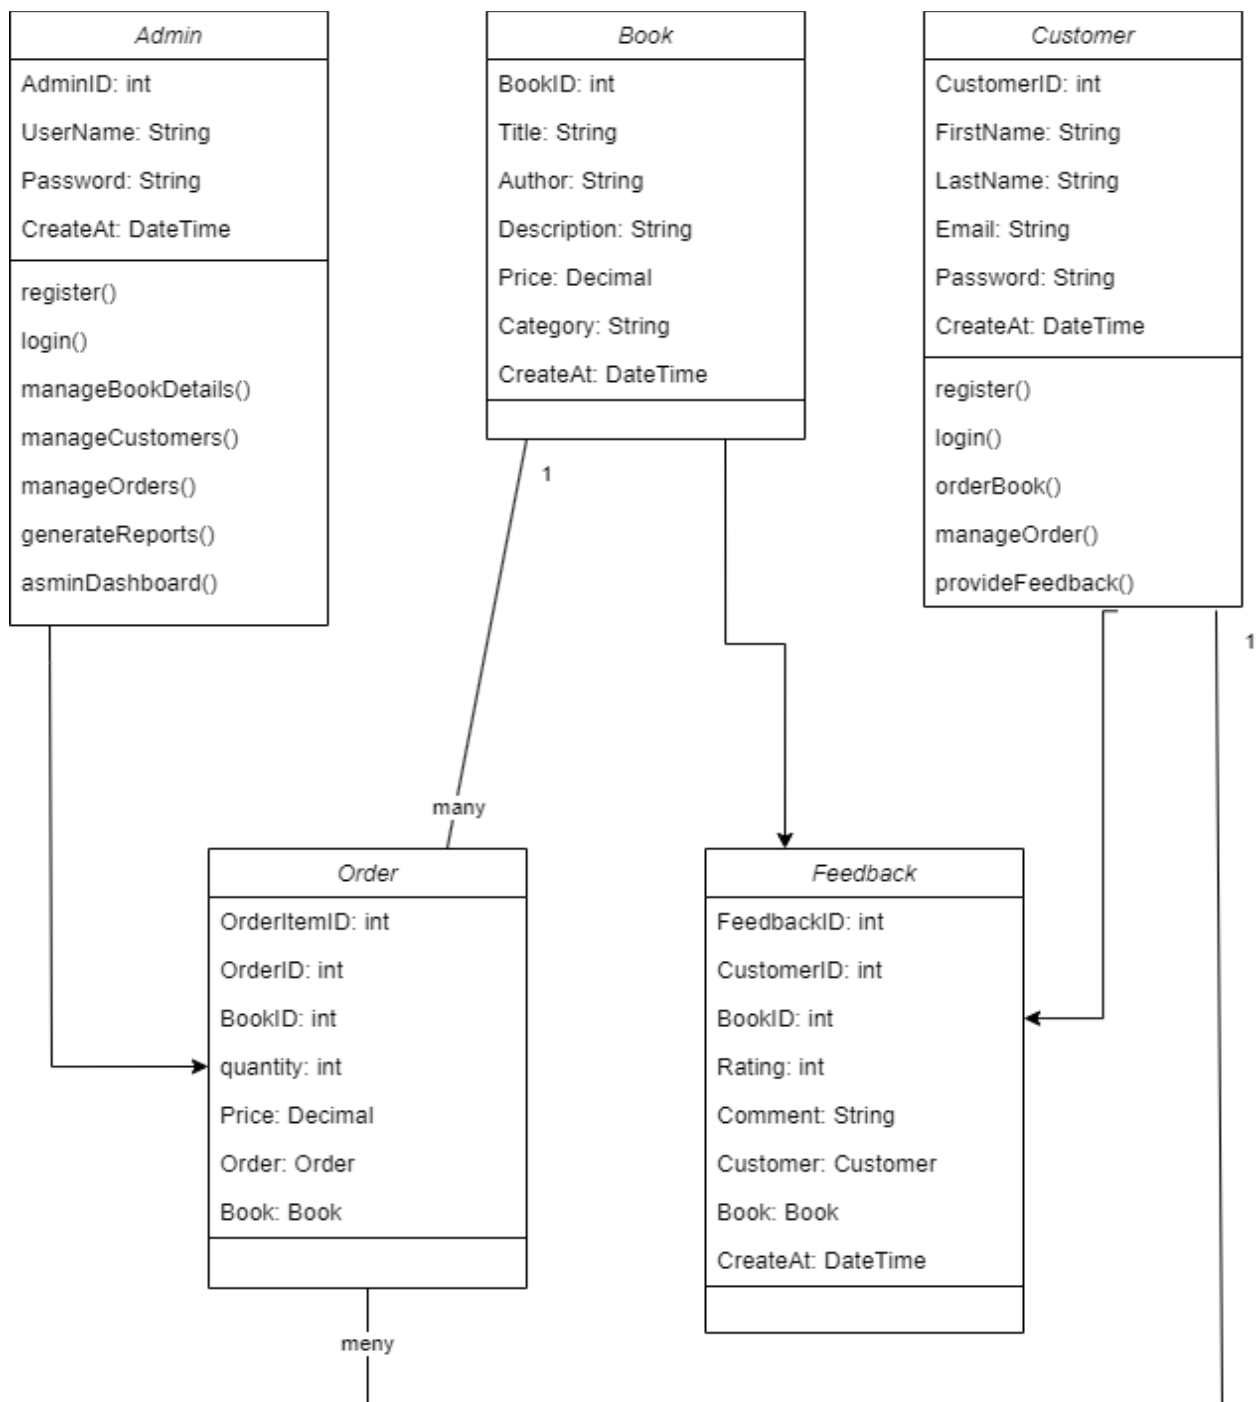 Admin
AdminID: int
UserName: String
Password: String
CreateAt: DateTime
register()
login()
manageBookDetails()
manageCustomers()
manageOrders()
generateReports()
asminDashboard()
Book
BookID: int
Title: String
Author: String
Description: String
Price: Decimal
Category: String
CreateAt: DateTime
Customer
CustomerID: int
FirstName: String
LastName: String
Email: String
Password: String
CreateAt: DateTime
register()
login()
orderBook()
manageOrder()
provideFeedback()
1
1
many
Order
OrderItemID: int
OrderID: int
BookID: int
quantity: int
Price: Decimal
Order: Order
Book: Book
Feedback
FeedbackID: int
CustomerID: int
BookID: int
Rating: int
Comment: String
Customer: Customer
Book: Book
CreateAt: DateTime
meny